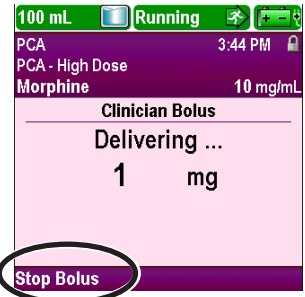 100 mL Running
PCA 3:44 PM
PCA - High Dose
Morphine 10 mg/mL
Clinician Bolus
Delivering ...
1 mg
Stop Bolus